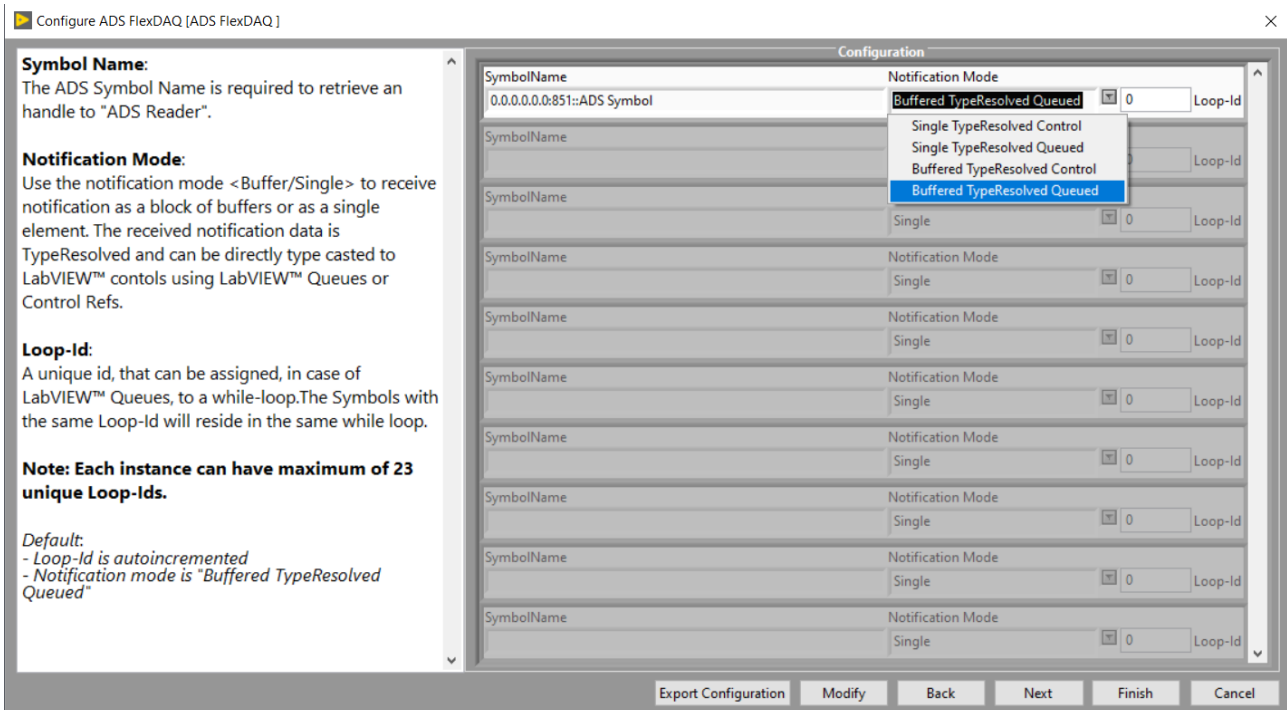 Configure ADS FlexDAQ [ADS FlexDAQ ]
Symbol Name:
The ADS Symbol Name is required to retrieve an
handle to "ADS Reader".
Notification Mode:
Use the notification mode <Buffer/Single> to receive
notification as a block of buffers or as a single
element. The received notification data is
TypeResolved and can be directly type casted to
LabVIEW™ contols using LabVIEW™ Queues or
Control Refs.
Loop-Id:
A unique id, that can be assigned, in case of
LabVIEW™ Queues, to a while-loop.The Symbols with
the same Loop-Id will reside in the same while loop.
Note: Each instance can have maximum of 23
unique Loop-Ids.
Default:
- Loop-Id is autoincremented
- Notification mode is "Buffered TypeResolved
Queued"
Configuration
SymbolName Notification Mode
0.0.0.0.0.0:851::ADS Symbol Buffered TypeResolved Queued 0 Loop-Id
Single TypeResolved Control
Single TypeResolved Queued
Buffered TypeResolved Control
Buffered TypeResolved Queued
SymbolName
Loop-Id
SymbolName
Single 0 Loop-Id
SymbolName Notification Mode
Single 0 Loop-Id
SymbolName Notification Mode
Single 0 Loop-Id
SymbolName Notification Mode
Single 0 Loop-Id
SymbolName Notification Mode
Single 0 Loop-Id
SymbolName Notification Mode
Single 0 Loop-Id
SymbolName Notification Mode
Single 0 Loop-Id
SymbolName Notification Mode
Single 0 Loop-Id
Export Configuration Modify Back Next Finish Cancel